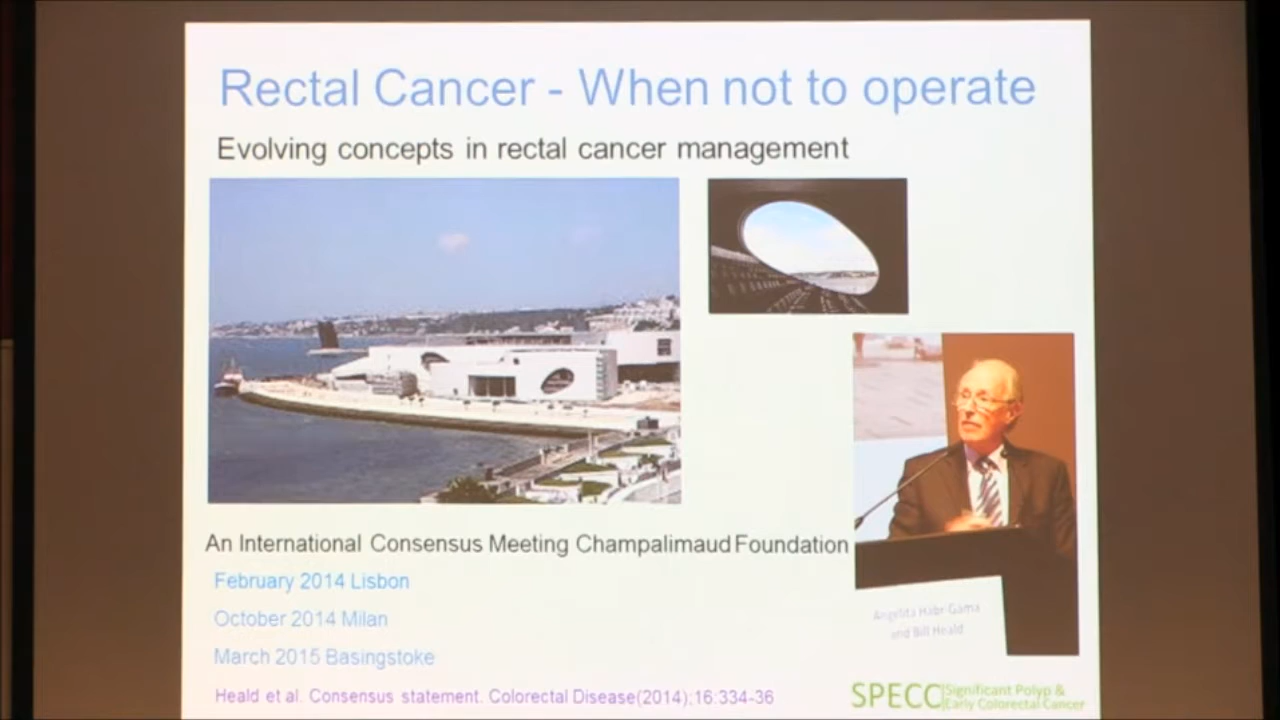 Rectal Cancer - When not to operate
Evolving concepts in rectal cancer management
An International Consensus Meeting Champalimaud Foundation
February 2014 Lisbon
October 2014 Milan
March 2015 Basingstoke
Angelita Habr-Gama
and Bill Heald
Heald et al. Consensus statement. Colorectal Disease(2014);16:334-36
SPECC
Significant Polyp &
Early Colorectal Cancer